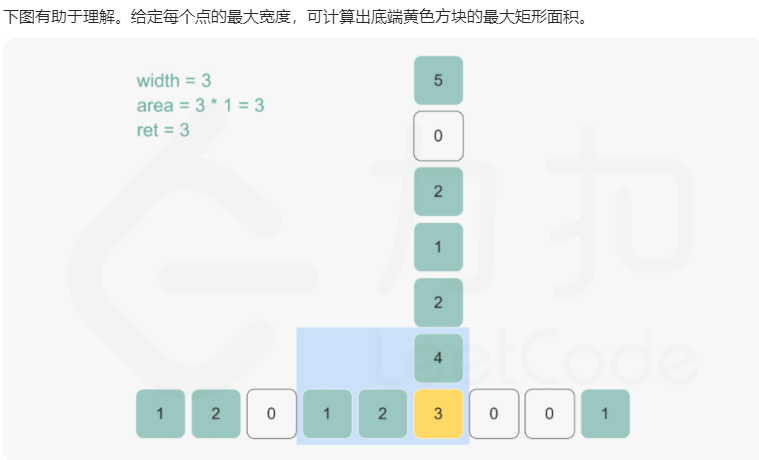 下图有助于理解。给定每个点的最大宽度，可计算出底端黄色方块的最大矩形面积。
width = 3
area = 3 * 1 = 3
ret = 3
5
0
2
1
2
4
1 2 0 1 2 3 0 0 1
力扣
LeetCode